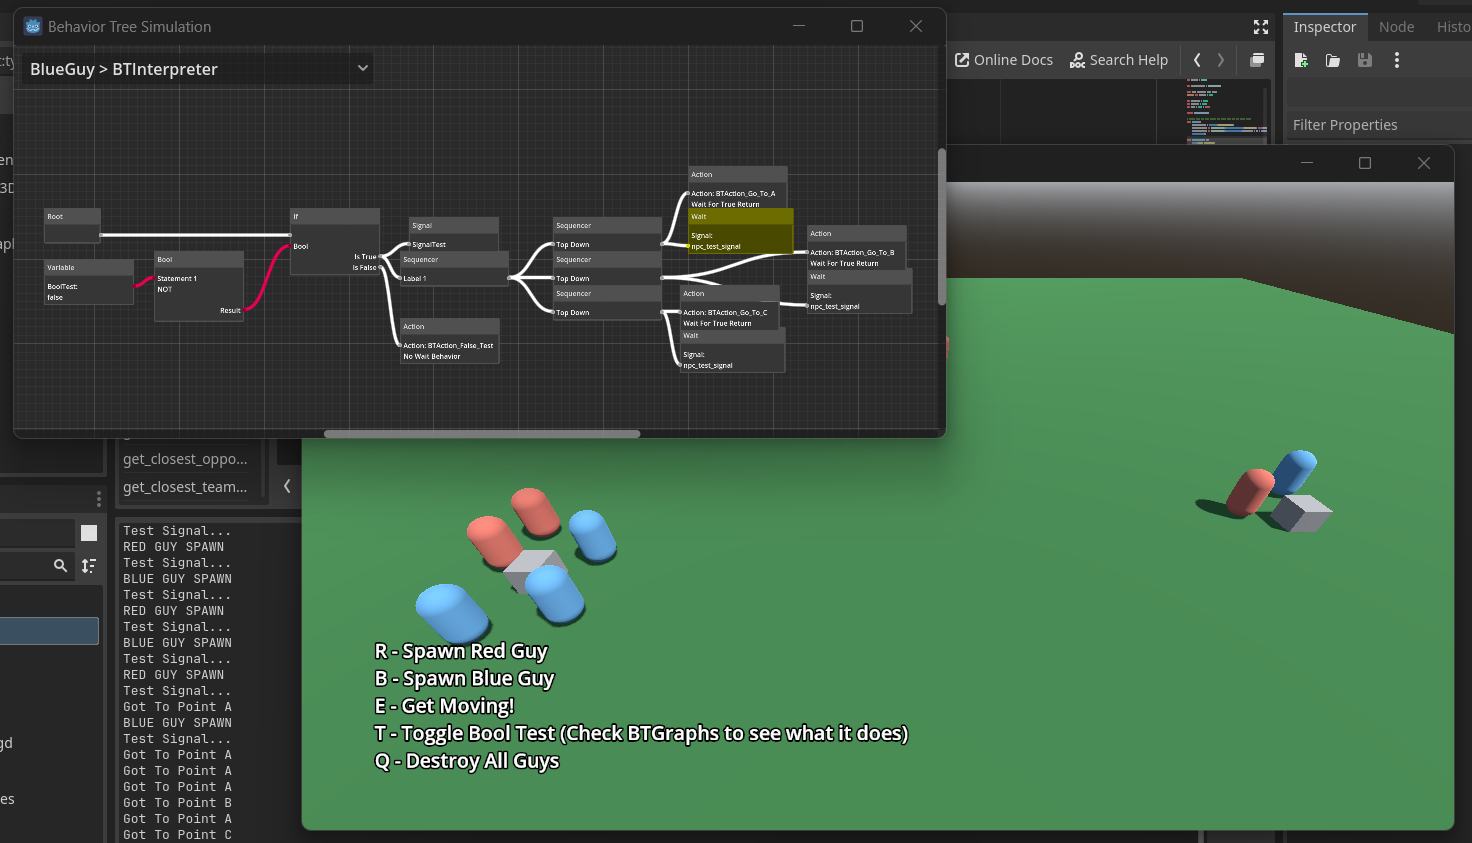 Behavior Tree Simulation
BlueGuy > BTInterpreter
Online Docs
Search Help
Inspector
Node
Histo
Filter Properties
Root
Variable
BoolTest:
false
Bool
Statement 1
NOT
Result
If
Bool
Is True
Is False
Signal
SignalTest
Sequencer
Label 1
Action
Action: BTAction_False_Test
No Wait Behavior
Sequencer
Top Down
Sequencer
Top Down
Sequencer
Top Down
Action
Action: BTAction_Go_To_A
Wait For True Return
Wait
Signal:
npc_test_signal
Action
Action: BTAction_Go_To_B
Wait For True Return
Wait
Signal:
npc_test_signal
Action
Action: BTAction_Go_To_C
Wait For True Return
Wait
Signal:
npc_test_signal
get_closest_oppo...
get_closest_team...
Test Signal...
RED GUY SPAWN
Test Signal...
BLUE GUY SPAWN
Test Signal...
RED GUY SPAWN
Test Signal...
BLUE GUY SPAWN
Test Signal...
RED GUY SPAWN
Test Signal...
Got To Point A
BLUE GUY SPAWN
Test Signal...
Got To Point A
Got To Point A
Got To Point A
Got To Point B
Got To Point A
Got To Point C
R - Spawn Red Guy
B - Spawn Blue Guy
E - Get Moving!
T - Toggle Bool Test (Check BTGraphs to see what it does)
Q - Destroy All Guys